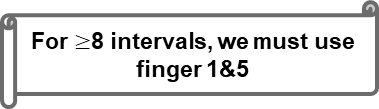 For ≥8 intervals, we must use
finger 1&5